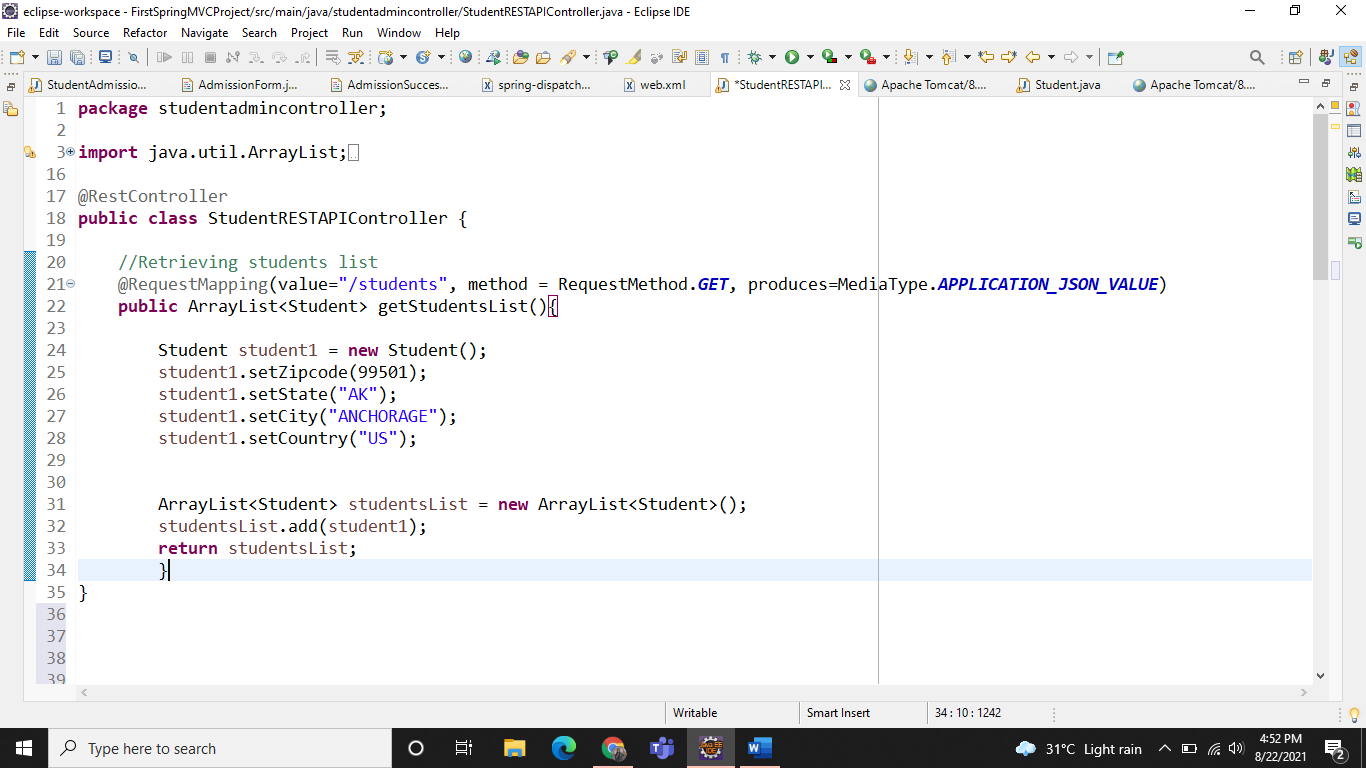 eclipse-workspace - FirstSpringMVCProject/src/main/java/studentadmincontroller/StudentRESTAPIController.java - Eclipse IDE
File Edit Source Refactor Navigate Search Project Run Window Help
StudentAdmissio... AdmissionForm.j... AdmissionSucces... spring-dispatch... web.xml *StudentRESTAPI... Apache Tomcat/8.... Student.java Apache Tomcat/8....
1 package studentadmincontroller;
2
3 import java.util.ArrayList;
16
17 @RestController
18 public class StudentRESTAPIController {
19
20 //Retrieving students list
21 @RequestMapping(value="/students", method = RequestMethod.GET, produces=MediaType.APPLICATION_JSON_VALUE)
22 public ArrayList<Student> getStudentsList(){
23
24 Student student1 = new Student();
25 student1.setZipcode(99501);
26 student1.setState("AK");
27 student1.setCity("ANCHORAGE");
28 student1.setCountry("US");
29
30
31 ArrayList<Student> studentsList = new ArrayList<Student>();
32 studentsList.add(student1);
33 return studentsList;
34 }
35 }
36
37
38
39
Writable Smart Insert 34 : 10 : 1242
Type here to search 31°C Light rain 4:52 PM
8/22/2021 2